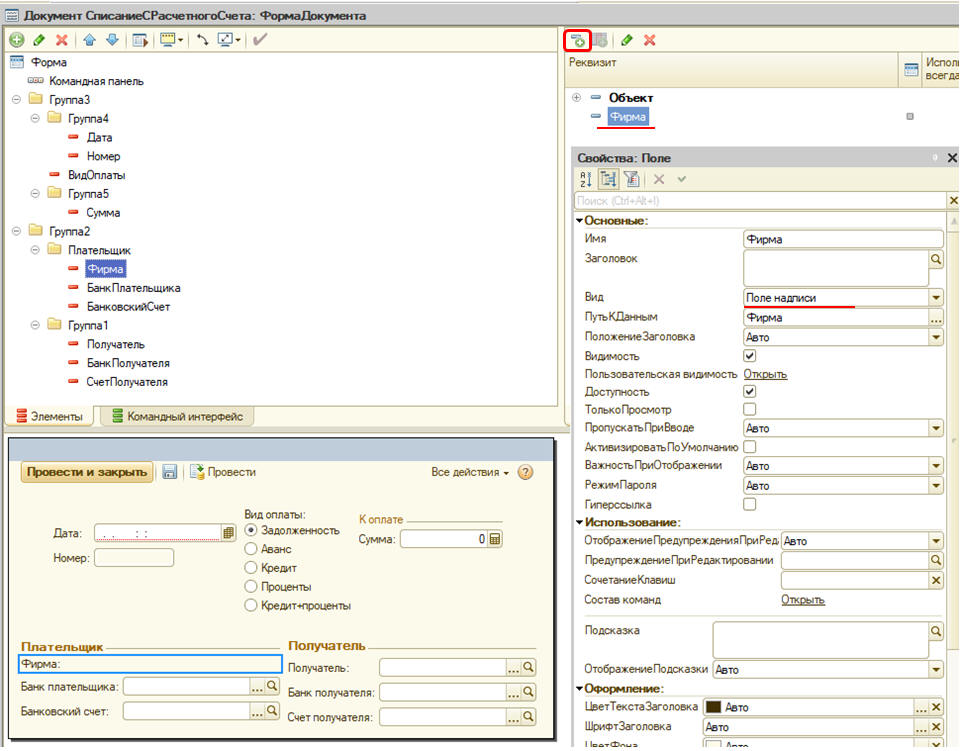 Документ СписаниеСРасчетногоСчета: ФормаДокумента
Форма
Командная панель
Группа3
Группа4
Дата
Номер
ВидОплаты
Группа5
Сумма
Группа2
Плательщик
Фирма
БанкПлательщика
БанковскийСчет
Группа1
Получатель
БанкПолучателя
СчетПолучателя
Элементы
Командный интерфейс
Реквизит
Исполь
всегда
Объект
Фирма
Свойства: Поле
Поиск (Ctrl+Alt+I)
Основные:
Имя Фирма
Заголовок
Вид Поле надписи
ПутьКДанным Фирма
ПоложениеЗаголовка Авто
Видимость
Пользовательская видимость Открыть
Доступность
ТолькоПросмотр
ПропускатьПриВводе Авто
АктивизироватьПоУмолчанию
ВажностьПриОтображении Авто
РежимПароля Авто
Гиперссылка
Использование:
ОтображениеПредупрежденияПриРеда Авто
ПредупреждениеПриРедактировании
СочетаниеКлавиш
Состав команд Открыть
Подсказка
ОтображениеПодсказки Авто
Оформление:
ЦветТекстаЗаголовка Авто
ШрифтЗаголовка Авто
ЦветФона Авто
Провести и закрыть Провести Все действия
Дата: . . : :
Номер:
Вид оплаты:
Задолженность
Аванс
Кредит
Проценты
Кредит+проценты
К оплате
Сумма: 0
Плательщик
Фирма:
Банк плательщика:
Банковский счет:
Получатель
Получатель:
Банк получателя:
Счет получателя: